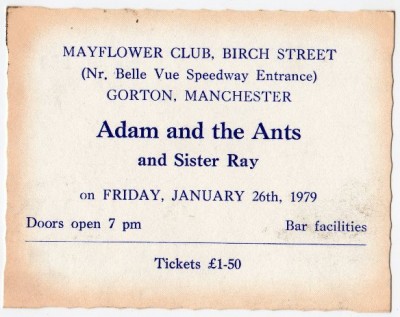 MAYFLOWER CLUB, BIRCH STREET
(Nr. Belle Vue Speedway Entrance)
GORTON, MANCHESTER
Adam and the Ants
and Sister Ray
on FRIDAY, JANUARY 26th, 1979
Doors open 7 pm Bar facilities
Tickets £1-50